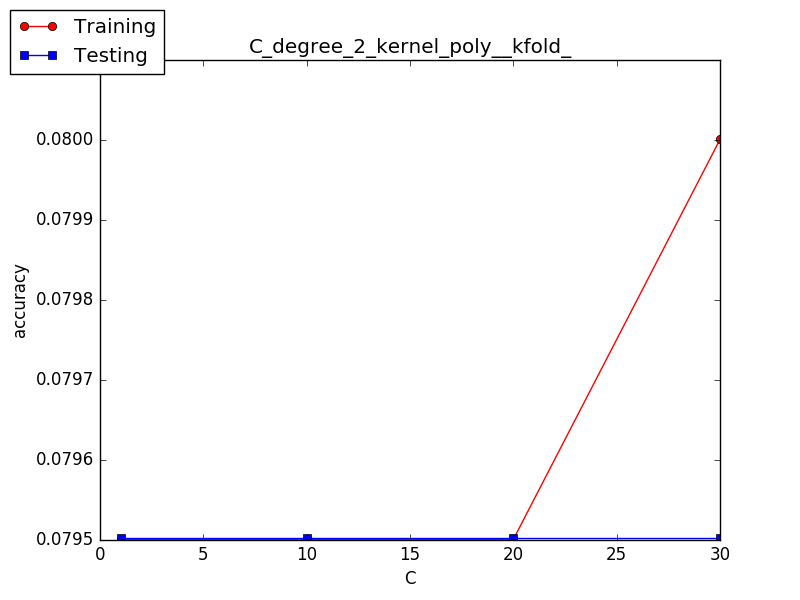 Training
Testing
C_degree_2_kernel_poly__kfold_
0.0800
0.0799
0.0798
0.0797
0.0796
0.0795
accuracy
0 5 10 15 20 25 30
C